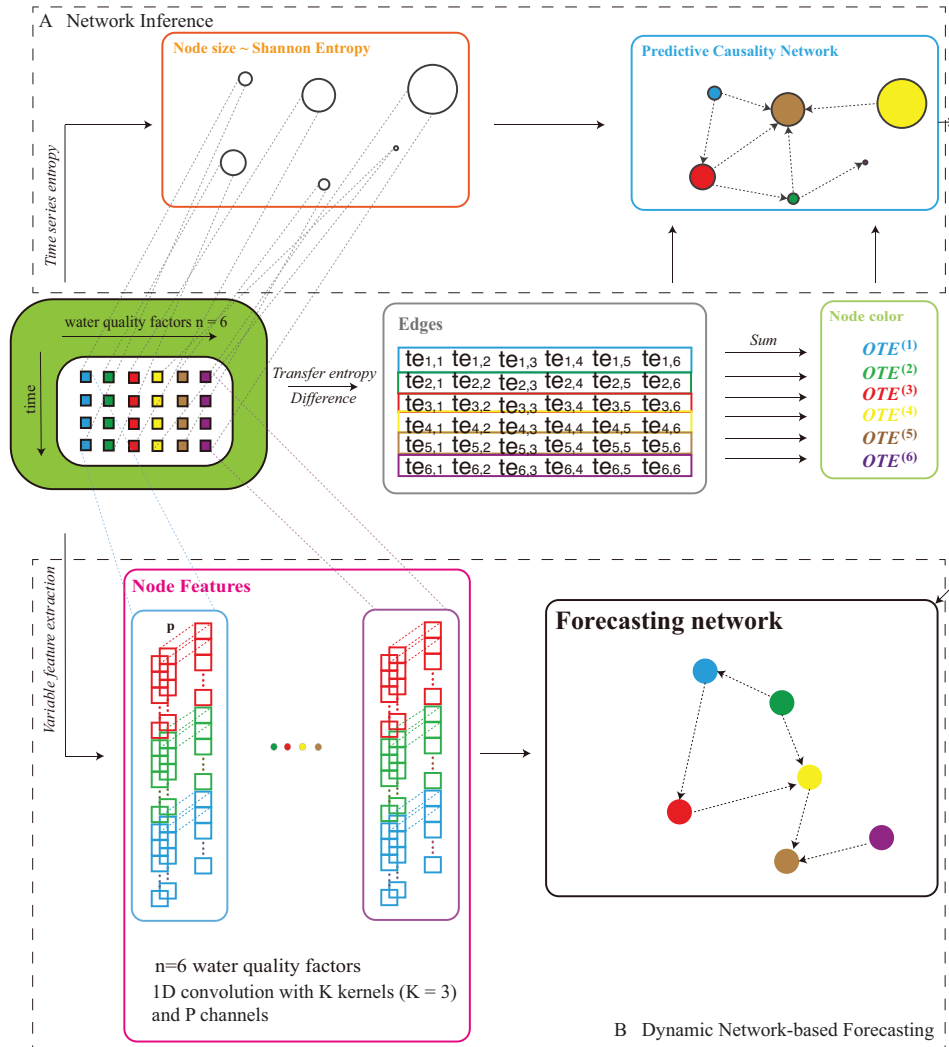 A Network Inference
Node size ~ Shannon Entropy
Predictive Causality Network
Time series entropy
water quality factors n = 6
time
Transfer entropy
Difference
Edges
te1,1 te1,2 te1,3 te1,4 te1,5 te1,6
te2,1 te2,2 te2,3 te2,4 te2,5 te2,6
te3,1 te3,2 te3,3 te3,4 te3,5 te3,6
te4,1 te4,2 te4,3 te4,4 te4,5 te4,6
te5,1 te5,2 te5,3 te5,4 te5,5 te5,6
te6,1 te6,2 te6,3 te6,4 te6,5 te6,6
Sum
Node color
OTE(1)
OTE(2)
OTE(3)
OTE(4)
OTE(5)
OTE(6)
Variable feature extraction
Node Features
p
n=6 water quality factors
1D convolution with K kernels (K = 3)
and P channels
Forecasting network
B Dynamic Network-based Forecasting